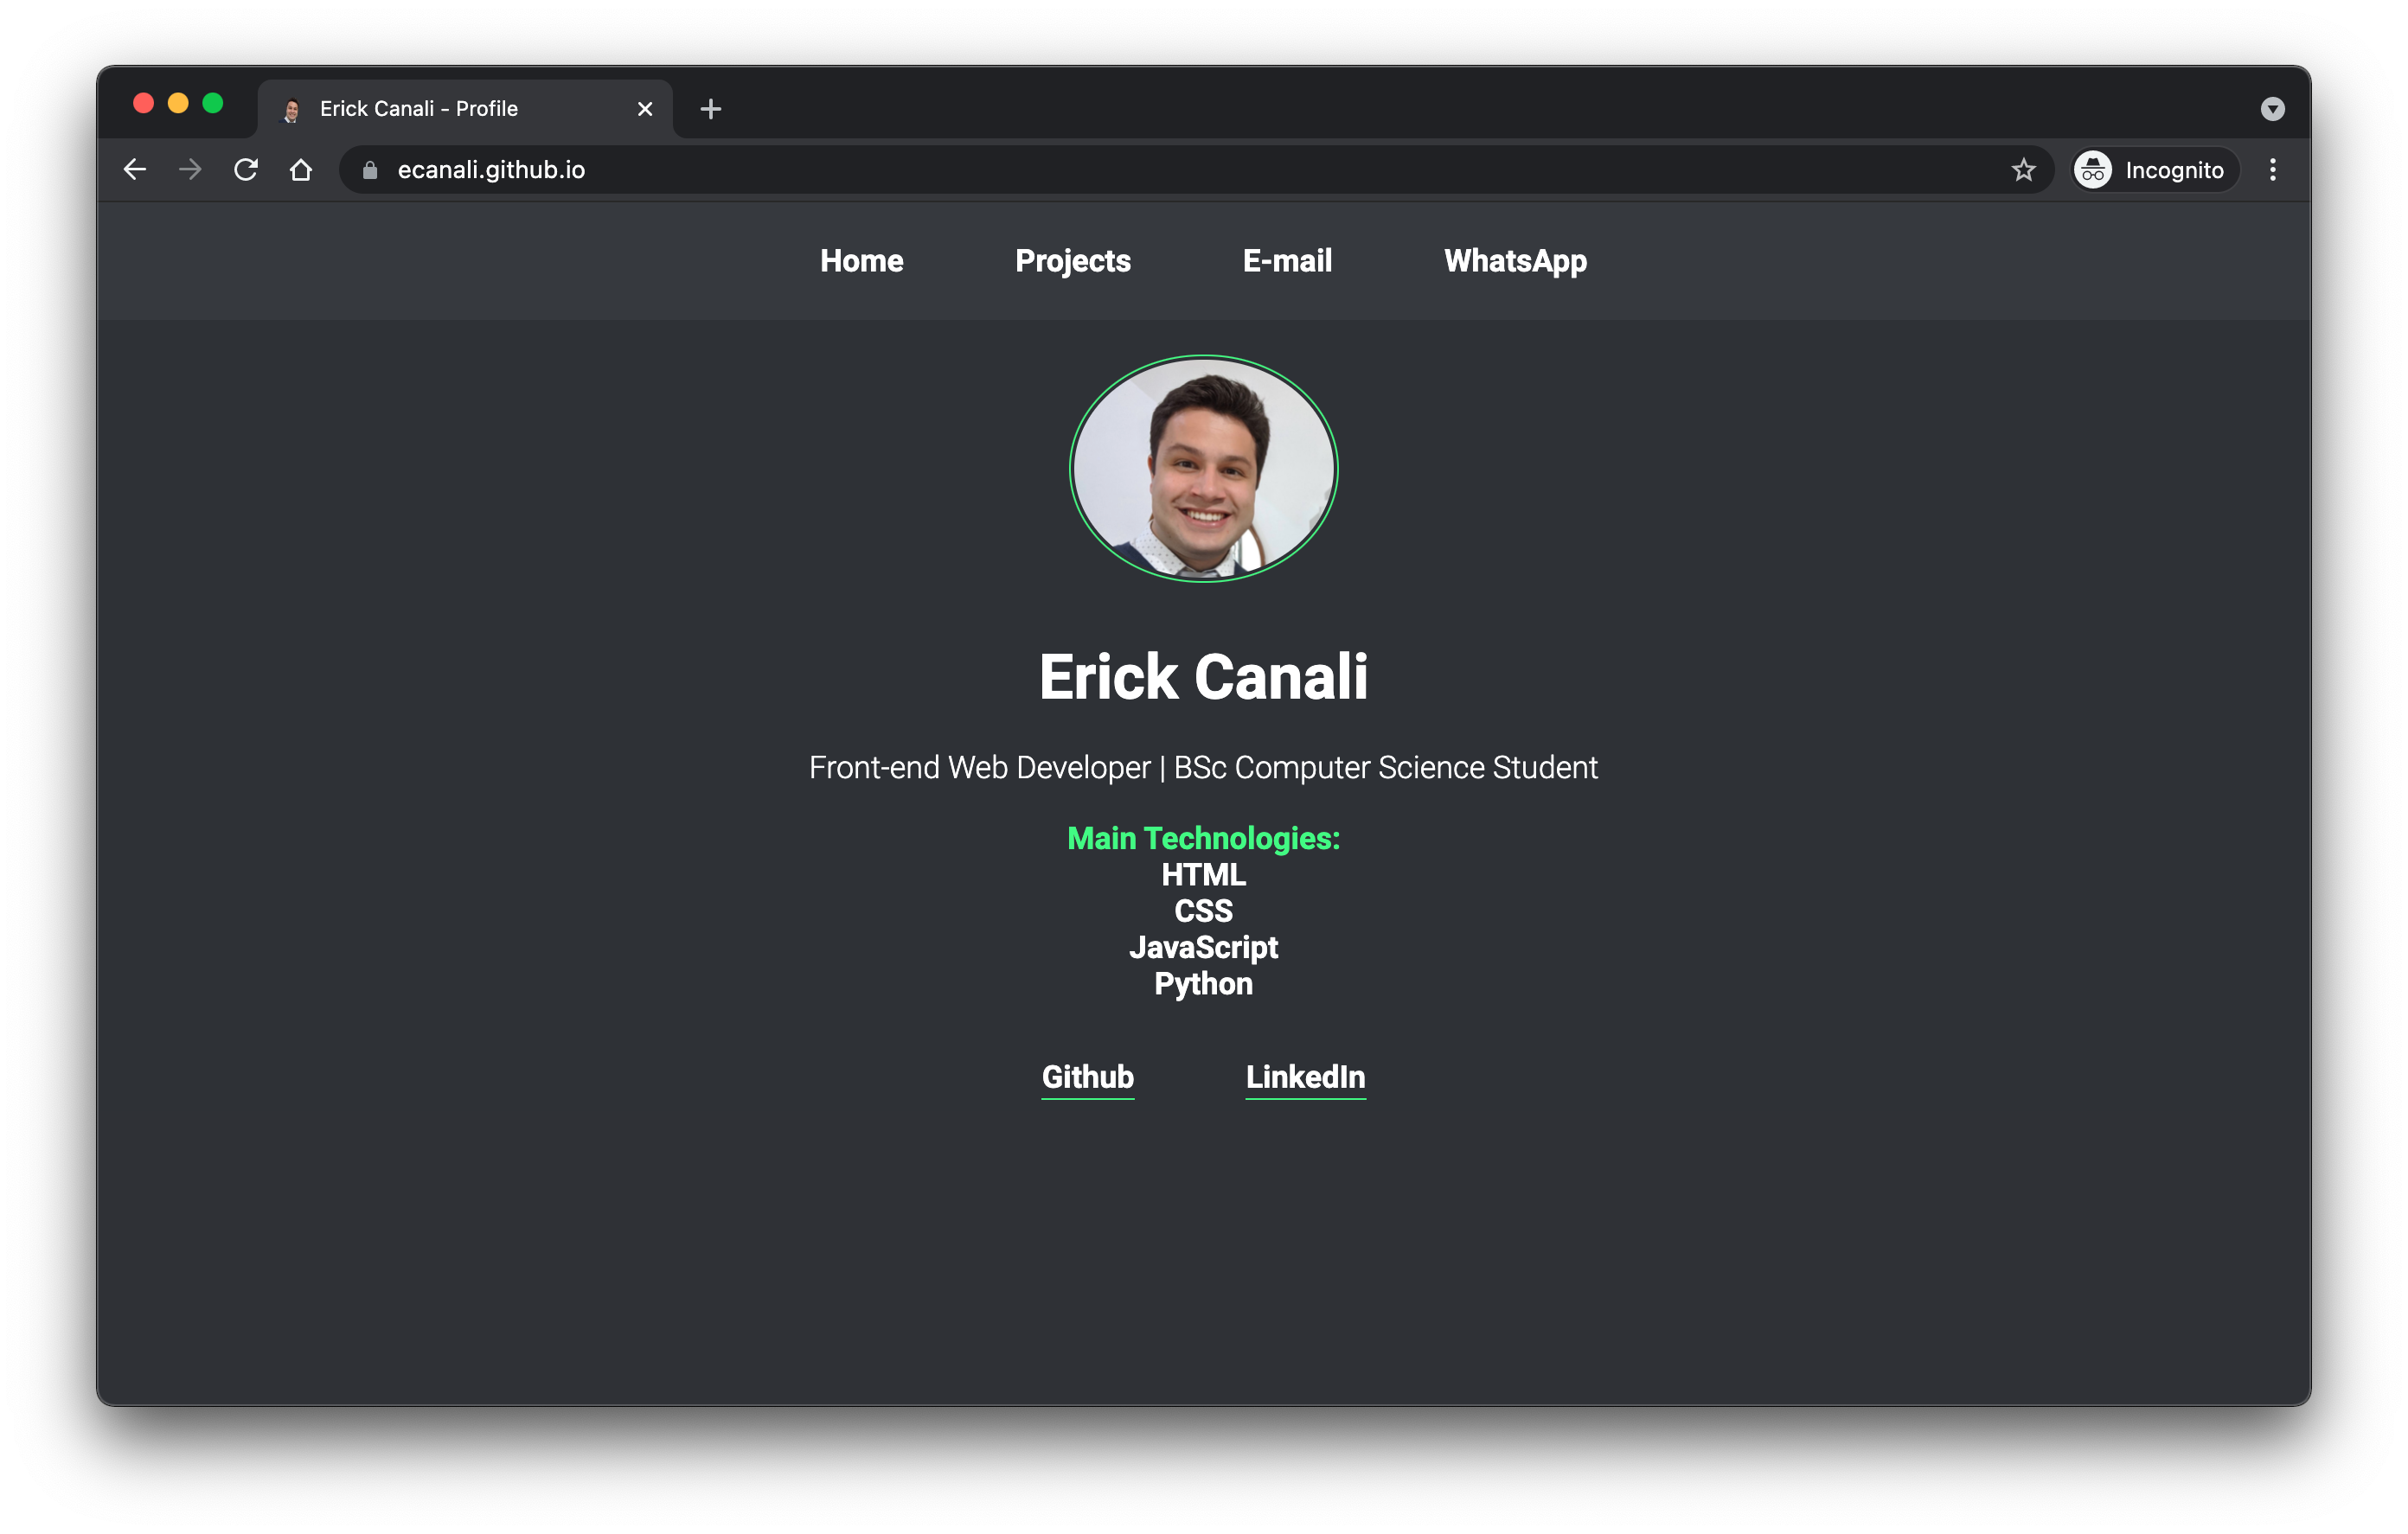 Erick Canali - Profile
ecanali.github.io
Incognito
Home Projects E-mail WhatsApp
Erick Canali
Front-end Web Developer | BSc Computer Science Student
Main Technologies:
HTML
CSS
JavaScript
Python
Github LinkedIn